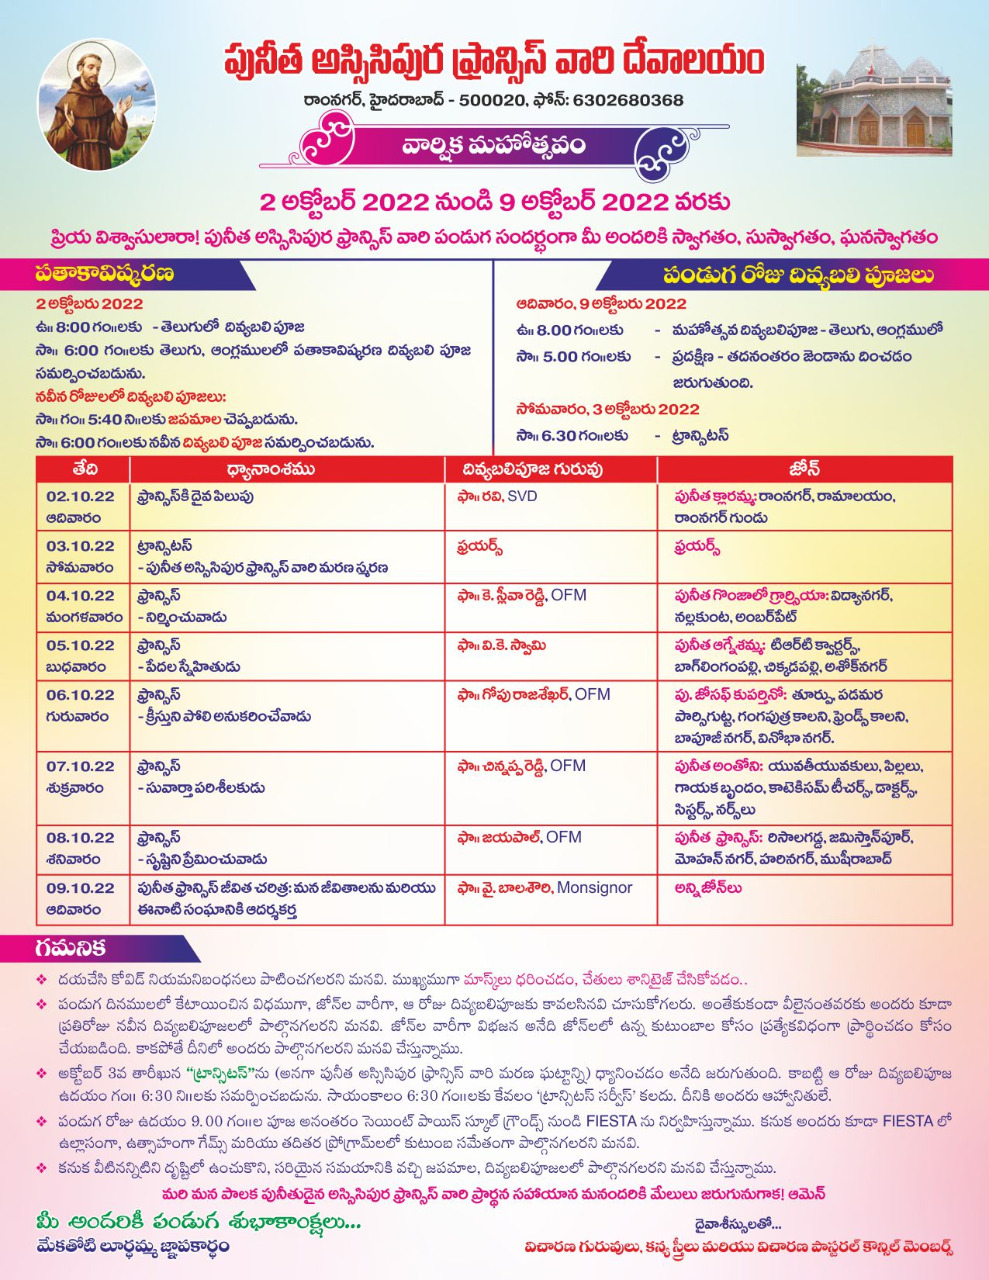 పునీత అస్సిసిపుర ఫ్రాన్సిస్ వారి దేవాలయం
రాంనగర్, హైదరాబాద్ - 500020, ఫోన్: 6302680368
వార్షిక మహోత్సవం
2 అక్టోబర్ 2022 నుండి 9 అక్టోబర్ 2022 వరకు
ప్రియ విశ్వాసులారా! పునీత అస్సిసిపుర ఫ్రాన్సిస్ వారి పండుగ సందర్భంగా మీ అందరికి స్వాగతం, సుస్వాగతం, ఘనస్వాగతం
పతాకావిష్కరణ
2 అక్టోబరు 2022
ఉ॥ 8:00 గం॥లకు - తెలుగులో దివ్యబలి పూజ
సా॥ 6:00 గం॥లకు తెలుగు, ఆంగ్లములలో పతాకావిష్కరణ దివ్యబలి పూజ
సమర్పించబడును.
నవీన రోజులలో దివ్యబలి పూజలు:
సా॥ గం॥ 5:40 ని॥లకు జపమాల చెప్పబడును.
సా॥ 6:00 గం॥లకు నవీన దివ్యబలి పూజ సమర్పించబడును.
పండుగ రోజు దివ్యబలి పూజలు
ఆదివారం, 9 అక్టోబరు 2022
ఉ॥ 8.00 గం॥లకు - మహోత్సవ దివ్యబలిపూజ - తెలుగు, ఆంగ్లములో
సా॥ 5.00 గం॥లకు - ప్రదక్షిణ - తదనంతరం జెండాను దించడం
జరుగుతుంది.
సోమవారం, 3 అక్టోబరు 2022
సా॥ 6.30 గం॥లకు - ట్రాన్సిటస్
తేది ధ్యానాంశము దివ్యబలిపూజ గురువు జోన్
02.10.22 ఫ్రాన్సిస్‌కి దైవ పిలుపు ఫా॥ రవి, SVD పునీత క్లారమ్మ: రాంనగర్, రామాలయం,
ఆదివారం రాంనగర్ గుండు
03.10.22 ట్రాన్సిటస్ ఫ్రయర్స్ ఫ్రయర్స్
సోమవారం - పునీత అస్సిసిపుర ఫ్రాన్సిస్ వారి మరణ స్మరణ
04.10.22 ఫ్రాన్సిస్ ఫా॥ కె. స్లీవా రెడ్డి, OFM పునీత గొంజాలో గ్రార్సియా: విద్యానగర్,
మంగళవారం - నిర్మించువాడు నల్లకుంట, అంబర్‌పేట్
05.10.22 ఫ్రాన్సిస్ ఫా॥ వి.కె. స్వామి పునీత ఆగ్నేశమ్మ: టిఆర్‌టి క్వార్టర్స్,
బుధవారం - పేదల స్నేహితుడు బాగ్‌లింగంపల్లి, చిక్కడపల్లి, అశోక్‌నగర్
06.10.22 ఫ్రాన్సిస్ ఫా॥ గోపు రాజశేఖర్, OFM పు. జోసఫ్ కుపర్తినో: తూర్పు, పడమర
గురువారం - క్రీస్తుని పోలి అనుకరించేవాడు పార్సిగుట్ట, గంగపుత్ర కాలని, ఫ్రెండ్స్ కాలని,
బాపూజీ నగర్, వినోభా నగర్.
07.10.22 ఫ్రాన్సిస్ ఫా॥ చిన్నప్ప రెడ్డి, OFM పునీత అంతోని: యువతీయువకులు, పిల్లలు,
శుక్రవారం - సువార్తా పరిశీలకుడు గాయక బృందం, కాటెకిసమ్ టీచర్స్, డాక్టర్స్,
సిస్టర్స్, నర్స్‌లు
08.10.22 ఫ్రాన్సిస్ ఫా॥ జయపాల్, OFM పునీత ఫ్రాన్సిస్: రిసాలగడ్డ, జమిస్తాన్‌పూర్,
శనివారం - సృష్టిని ప్రేమించువాడు మోహన్ నగర్, హరినగర్, ముషీరాబాద్
09.10.22 పునీత ఫ్రాన్సిస్ జీవిత చరిత్ర: మన జీవితాలను మరియు ఫా॥ వై. బాలశౌరి, Monsignor అన్ని జోన్‌లు
ఆదివారం ఈనాటి సంఘానికి ఆదర్శకర్త
గమనిక
❖ దయచేసి కోవిడ్ నియమనిబంధనలు పాటించగలరని మనవి. ముఖ్యముగా మాస్క్‌లు ధరించడం, చేతులు శానిటైజ్ చేసికోవడం..
❖ పండుగ దినములలో కేటాయించిన విధముగా, జోన్‌ల వారీగా, ఆ రోజు దివ్యబలిపూజకు కావలసినవి చూసుకోగలరు. అంతేకుకండా వీలైనంతవరకు అందరు కూడా
ప్రతిరోజు నవీన దివ్యబలిపూజలలో పాల్గొనగలరని మనవి. జోన్‌ల వారీగా విభజన అనేది జోన్‌లలో ఉన్న కుటుంబాల కోసం ప్రత్యేకవిధంగా ప్రార్థించడం కోసం
చేయబడింది. కాకపోతే దీనిలో అందరు పాల్గొనగలరని మనవి చేస్తున్నాము.
❖ అక్టోబర్ 3వ తారీఖున “ట్రాన్సిటస్”ను (అనగా పునీత అస్సిసిపుర ఫ్రాన్సిస్ వారి మరణ ఘట్టాన్ని) ధ్యానించడం అనేది జరుగుతుంది. కాబట్టి ఆ రోజు దివ్యబలిపూజ
ఉదయం గం॥ 6:30 ని॥లకు సమర్పించబడును. సాయంకాలం 6:30 గం॥లకు కేవలం ‘ట్రాన్సిటస్ సర్వీస్’ కలదు. దీనికి అందరు ఆహ్వానితులే.
❖ పండుగ రోజు ఉదయం 9.00 గం॥ల పూజ అనంతరం సెయింట్ పాయిస్ స్కూల్ గ్రౌండ్స్ నుండి FIESTA ను నిర్వహిస్తున్నాము. కనుక అందరు కూడా FIESTA లో
ఉల్లాసంగా, ఉత్సాహంగా గేమ్స్ మరియు తదితర ప్రోగ్రామ్‌లలో కుటుంబ సమేతంగా పాల్గొనగలరని మనవి.
❖ కనుక వీటినన్నిటిని దృష్టిలో ఉంచుకొని, సరియైన సమయానికి వచ్చి జపమాల, దివ్యబలిపూజలలో పాల్గొనగలరని మనవి చేస్తున్నాము.
మరి మన పాలక పునీతుడైన అస్సిసిపుర ఫ్రాన్సిస్ వారి ప్రార్థన సహాయాన మనందరికి మేలులు జరుగునుగాక! ఆమెన్
మీ అందరికీ పండుగ శుభాకాంక్షలు...
మేకతోటి లూర్ధమ్మ జ్ఞాపకార్థం
దైవాశీస్సులతో...
విచారణ గురువులు, కన్య స్త్రీలు మరియు విచారణ పాస్టరల్ కౌన్సిల్ మెంబర్స్